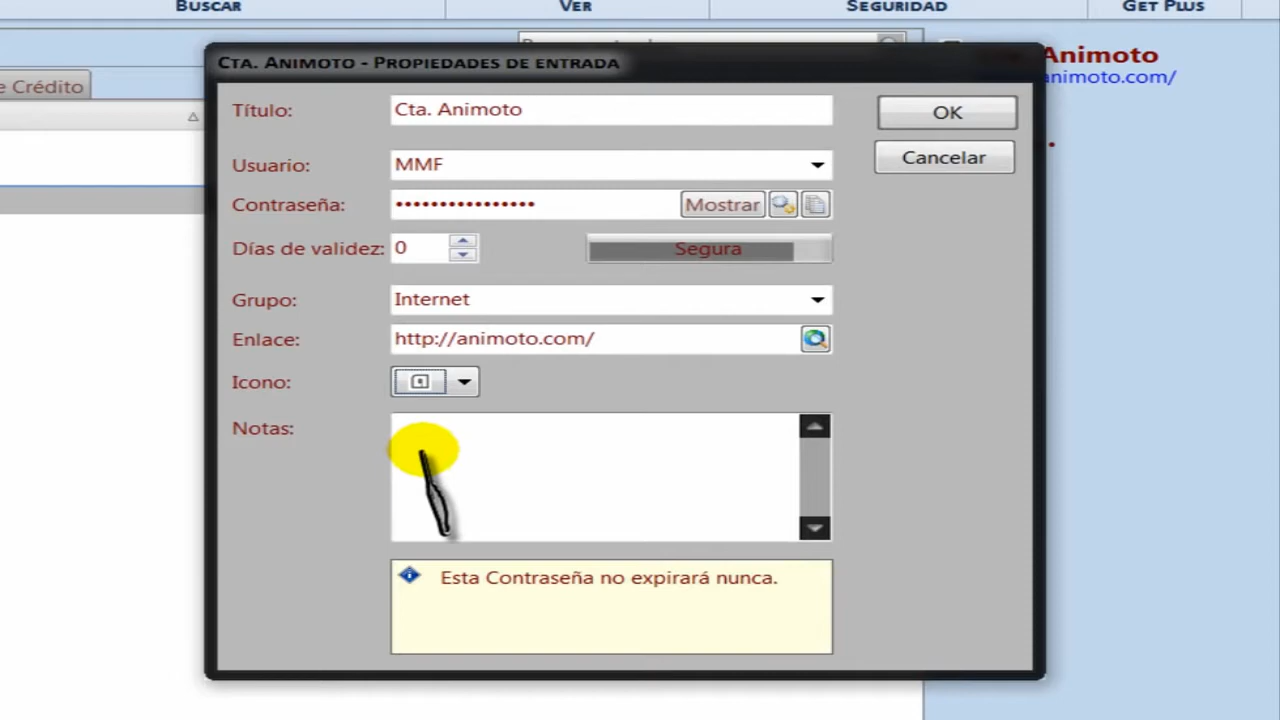 BUSCAR
VER
SEGURIDAD
GET PLUS
Animoto
animoto.com/
e Crédito
CTA. ANIMOTO - PROPIEDADES DE ENTRADA
Título:
Cta. Animoto
OK
Usuario:
MMF
Cancelar
Contraseña:
••••••••••••••••
Mostrar
Días de validez:
0
Segura
Grupo:
Internet
Enlace:
http://animoto.com/
Icono:
Notas:
Esta Contraseña no expirará nunca.